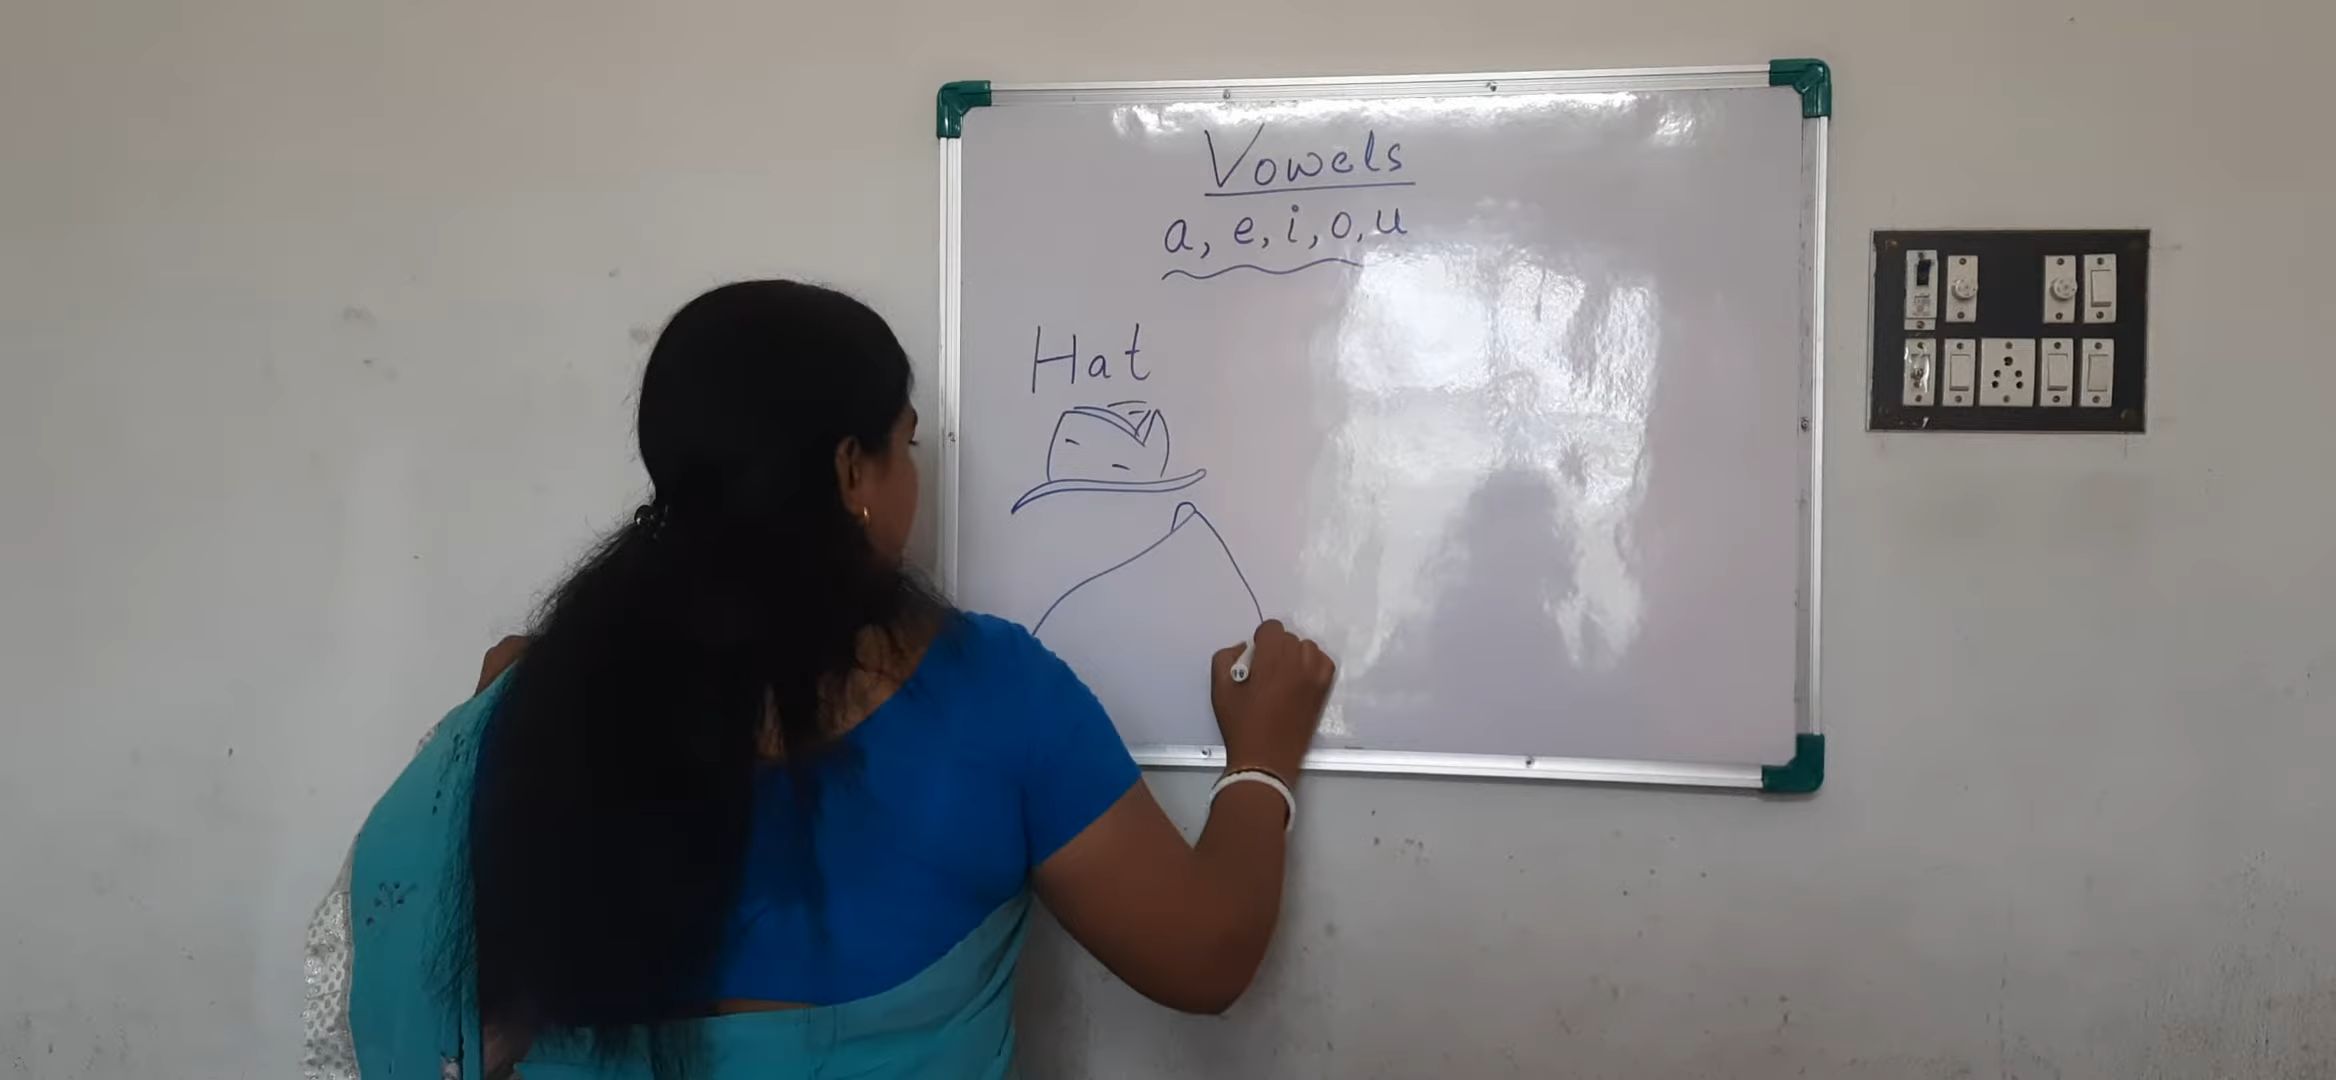 Vowels
a, e, i, o, u
Hat